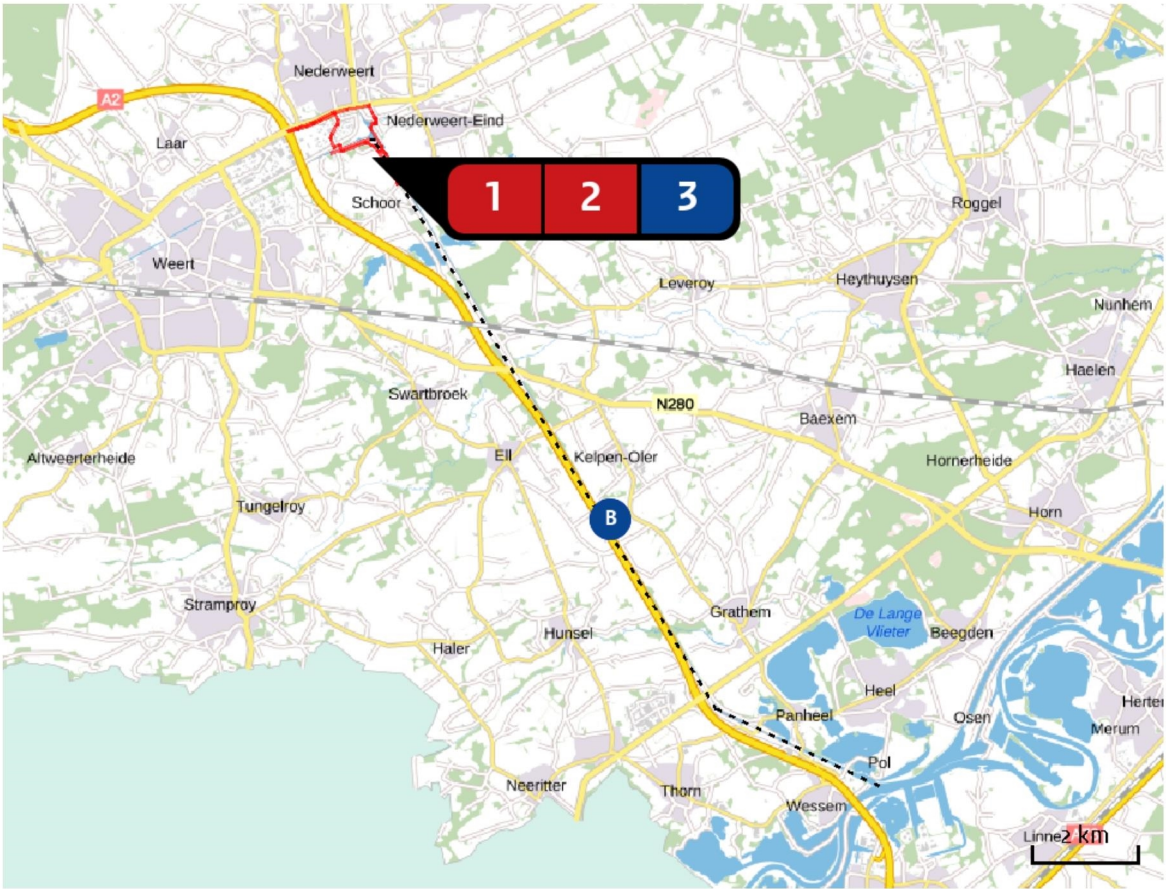 Nederweert
A2
Nederweert-Eind
Laar
1 2 3
Schoor
Roggel
Weert
Leveroy
Heythuysen
Nunhem
Haelen
Swartbroek
N280
Baexem
Altweerterheide
Ell
Kelpen-Oler
Hornerheide
Tungelroy
Horn
B
Stramproy
Grathem
De Lange
Vlieter
Hunsel
Beegden
Haler
Heel
Herten
Panheel
Osen
Merum
Pol
Neeritter
Thorn
Wessem
Linne
2 km